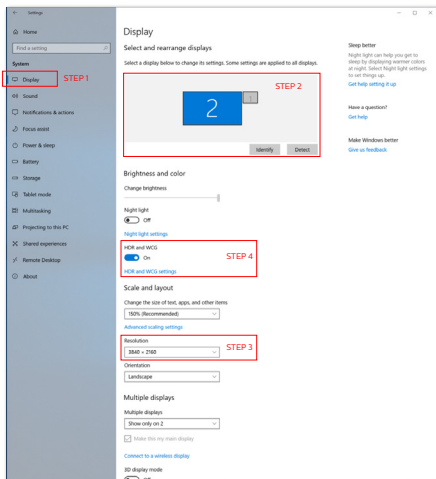 Settings
Home
Find a setting
System
Display
STEP 1
Sound
Notifications & actions
Focus assist
Power & sleep
Battery
Storage
Tablet mode
Multitasking
Projecting to this PC
Shared experiences
Remote Desktop
About
Display
Select and rearrange displays
Select a display below to change its settings. Some settings are applied to all displays.
STEP 2
2
1
Identify
Detect
Brightness and color
Change brightness
Night light
Off
Night light settings
HDR and WCG
On
STEP 4
HDR and WCG settings
Scale and layout
Change the size of text, apps, and other items
150% (Recommended)
Advanced scaling settings
Resolution
3840 × 2160
STEP 3
Orientation
Landscape
Multiple displays
Multiple displays
Show only on 2
Make this my main display
Connect to a wireless display
3D display mode
Off
Sleep better
Night light can help you get to
sleep by displaying warmer colors
at night. Select Night light settings
to set things up.
Get help setting it up
Have a question?
Get help
Make Windows better
Give us feedback